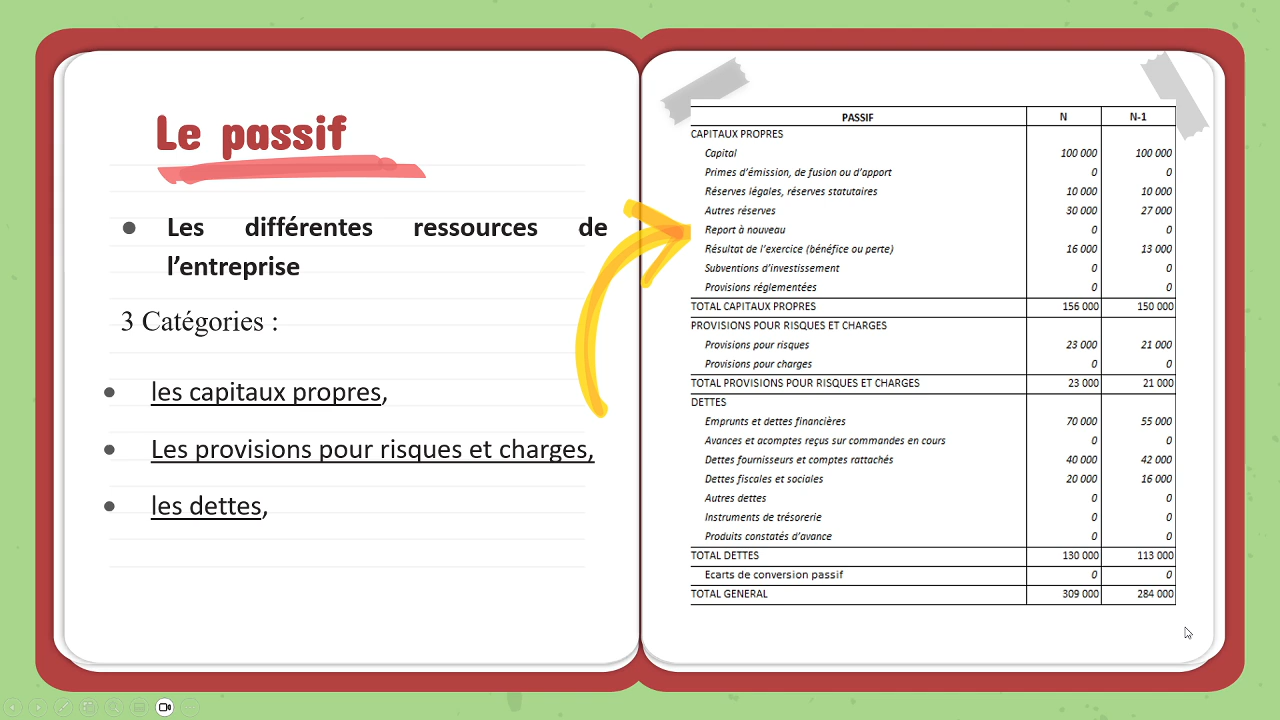 Le passif
Les différentes ressources de
l'entreprise
3 Catégories :
les capitaux propres,
Les provisions pour risques et charges,
les dettes,
PASSIF N N-1
CAPITAUX PROPRES
Capital 100 000 100 000
Primes d'émission, de fusion ou d'apport 0 0
Réserves légales, réserves statutaires 10 000 10 000
Autres réserves 30 000 27 000
Report à nouveau 0 0
Résultat de l'exercice (bénéfice ou perte) 16 000 13 000
Subventions d'investissement 0 0
Provisions réglementées 0 0
TOTAL CAPITAUX PROPRES 156 000 150 000
PROVISIONS POUR RISQUES ET CHARGES
Provisions pour risques 23 000 21 000
Provisions pour charges 0 0
TOTAL PROVISIONS POUR RISQUES ET CHARGES 23 000 21 000
DETTES
Emprunts et dettes financières 70 000 55 000
Avances et acomptes reçus sur commandes en cours 0 0
Dettes fournisseurs et comptes rattachés 40 000 42 000
Dettes fiscales et sociales 20 000 16 000
Autres dettes 0 0
Instruments de trésorerie 0 0
Produits constatés d'avance 0 0
TOTAL DETTES 130 000 113 000
Ecarts de conversion passif 0 0
TOTAL GENERAL 309 000 284 000